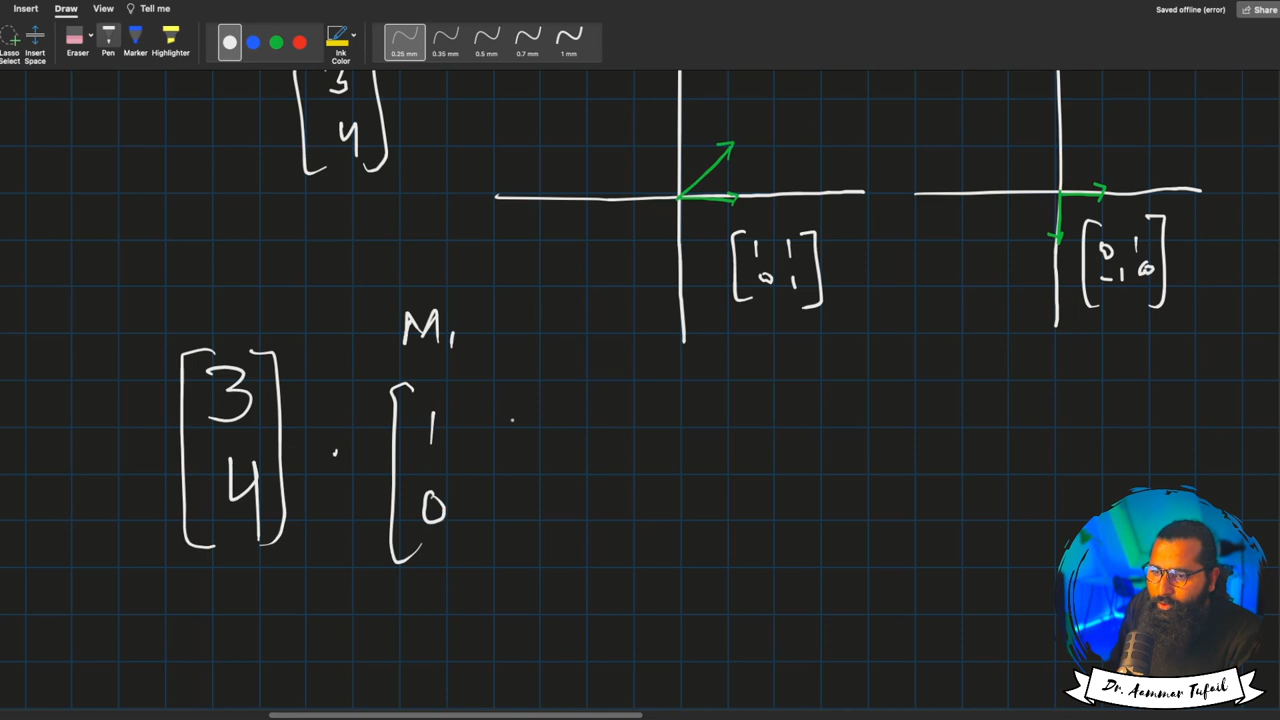 Insert Draw View Tell me
Saved offline (error) Share
Lasso Select
Insert Space
Eraser
Pen
Marker
Highlighter
Ink Color
0.25 mm
0.35 mm
0.5 mm
0.7 mm
1 mm
3
4
1 1
0 1
0 1
-1 0
M1
3
4
.
1
0
Dr. Aammar Tufail